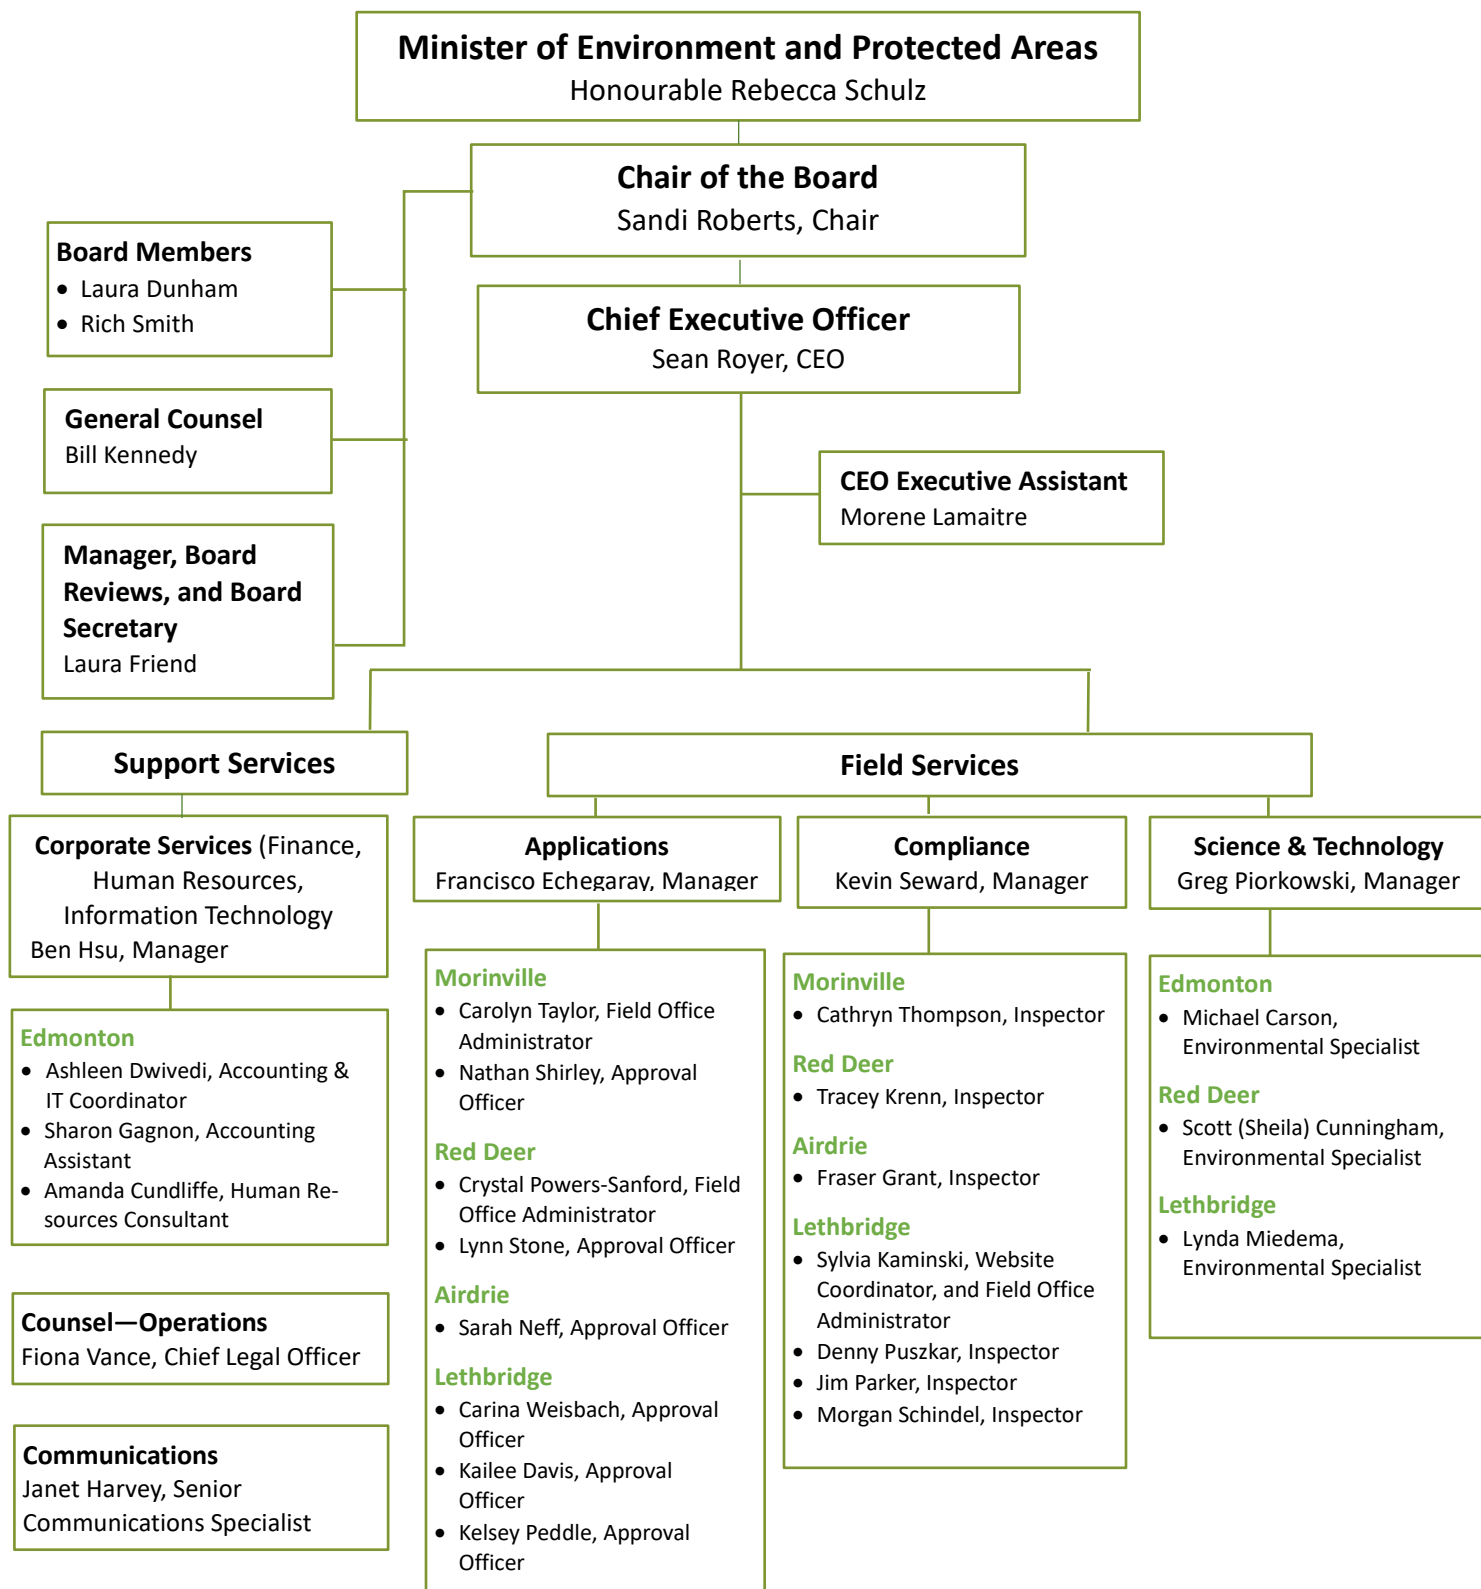 Minister of Environment and Protected Areas
Honourable Rebecca Schulz
Chair of the Board
Sandi Roberts, Chair
Board Members
• Laura Dunham
• Rich Smith
Chief Executive Officer
Sean Royer, CEO
General Counsel
Bill Kennedy
CEO Executive Assistant
Morene Lamaitre
Manager, Board
Reviews, and Board
Secretary
Laura Friend
Support Services
Field Services
Corporate Services (Finance,
Human Resources,
Information Technology
Ben Hsu, Manager
Applications
Francisco Echegaray, Manager
Compliance
Kevin Seward, Manager
Science & Technology
Greg Piorkowski, Manager
Edmonton
• Ashleen Dwivedi, Accounting &
IT Coordinator
• Sharon Gagnon, Accounting
Assistant
• Amanda Cundliffe, Human Re-
sources Consultant
Counsel—Operations
Fiona Vance, Chief Legal Officer
Communications
Janet Harvey, Senior
Communications Specialist
Morinville
• Carolyn Taylor, Field Office
Administrator
• Nathan Shirley, Approval
Officer
Red Deer
• Crystal Powers-Sanford, Field
Office Administrator
• Lynn Stone, Approval Officer
Airdrie
• Sarah Neff, Approval Officer
Lethbridge
• Carina Weisbach, Approval
Officer
• Kailee Davis, Approval
Officer
• Kelsey Peddle, Approval
Officer
Morinville
• Cathryn Thompson, Inspector
Red Deer
• Tracey Krenn, Inspector
Airdrie
• Fraser Grant, Inspector
Lethbridge
• Sylvia Kaminski, Website
Coordinator, and Field Office
Administrator
• Denny Puszkar, Inspector
• Jim Parker, Inspector
• Morgan Schindel, Inspector
Edmonton
• Michael Carson,
Environmental Specialist
Red Deer
• Scott (Sheila) Cunningham,
Environmental Specialist
Lethbridge
• Lynda Miedema,
Environmental Specialist